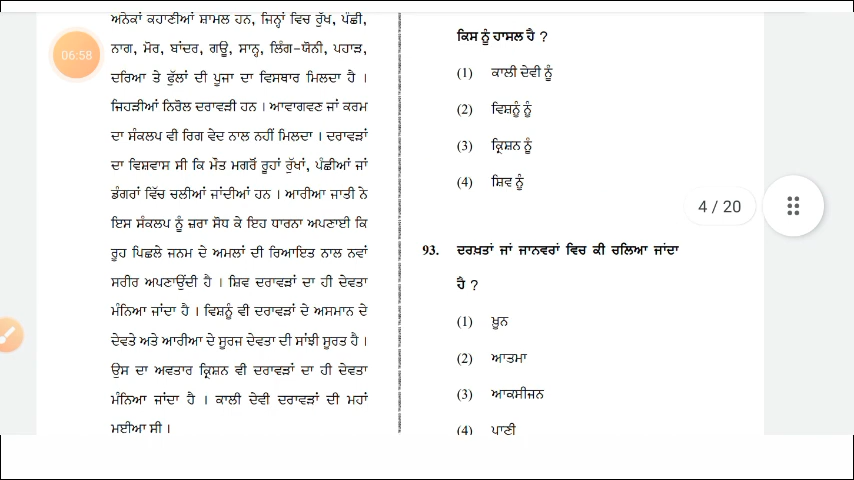 ਅਨੇਕਾਂ ਕਹਾਣੀਆਂ ਸ਼ਾਮਲ ਹਨ, ਜਿਨ੍ਹਾਂ ਵਿਚ ਰੁੱਖ, ਪੰਛੀ,
ਨਾਗ, ਮੋਰ, ਬਾਂਦਰ, ਗਊ, ਸਾਨ੍ਹ, ਲਿੰਗ-ਯੋਨੀ, ਪਹਾੜ,
ਦਰਿਆ ਤੇ ਫੁੱਲਾਂ ਦੀ ਪੂਜਾ ਦਾ ਵਿਸਥਾਰ ਮਿਲਦਾ ਹੈ ।
ਜਿਹੜੀਆਂ ਨਿਰੋਲ ਦਰਾਵੜੀ ਹਨ । ਆਵਾਗਵਣ ਜਾਂ ਕਰਮ
ਦਾ ਸੰਕਲਪ ਵੀ ਰਿਗ ਵੇਦ ਨਾਲ ਨਹੀਂ ਮਿਲਦਾ । ਦਰਾਵੜਾਂ
ਦਾ ਵਿਸ਼ਵਾਸ ਸੀ ਕਿ ਮੌਤ ਮਗਰੋਂ ਰੂਹਾਂ ਰੁੱਖਾਂ, ਪੰਛੀਆਂ ਜਾਂ
ਡੰਗਰਾਂ ਵਿੱਚ ਚਲੀਆਂ ਜਾਂਦੀਆਂ ਹਨ । ਆਰੀਆ ਜਾਤੀ ਨੇ
ਇਸ ਸੰਕਲਪ ਨੂੰ ਜ਼ਰਾ ਸੋਧ ਕੇ ਇਹ ਧਾਰਨਾ ਅਪਣਾਈ ਕਿ
ਰੂਹ ਪਿਛਲੇ ਜਨਮ ਦੇ ਅਮਲਾਂ ਦੀ ਰਿਆਇਤ ਨਾਲ ਨਵਾਂ
ਸਰੀਰ ਅਪਣਾਉਂਦੀ ਹੈ । ਸ਼ਿਵ ਦਰਾਵੜਾਂ ਦਾ ਹੀ ਦੇਵਤਾ
ਮੰਨਿਆ ਜਾਂਦਾ ਹੈ । ਵਿਸ਼ਨੂੰ ਵੀ ਦਰਾਵੜਾਂ ਦੇ ਅਸਮਾਨ ਦੇ
ਦੇਵਤੇ ਅਤੇ ਆਰੀਆ ਦੇ ਸੂਰਜ ਦੇਵਤਾ ਦੀ ਸਾਂਝੀ ਸੂਰਤ ਹੈ ।
ਉਸ ਦਾ ਅਵਤਾਰ ਕ੍ਰਿਸ਼ਨ ਵੀ ਦਰਾਵੜਾਂ ਦਾ ਹੀ ਦੇਵਤਾ
ਮੰਨਿਆ ਜਾਂਦਾ ਹੈ । ਕਾਲੀ ਦੇਵੀ ਦਰਾਵੜਾਂ ਦੀ ਮਹਾਂ
ਮਈਆ ਸੀ ।
06:58
ਕਿਸ ਨੂੰ ਹਾਸਲ ਹੈ ?
(1) ਕਾਲੀ ਦੇਵੀ ਨੂੰ
(2) ਵਿਸ਼ਨੂੰ ਨੂੰ
(3) ਕ੍ਰਿਸ਼ਨ ਨੂੰ
(4) ਸ਼ਿਵ ਨੂੰ
4 / 20
93. ਦਰਖ਼ਤਾਂ ਜਾਂ ਜਾਨਵਰਾਂ ਵਿਚ ਕੀ ਚਲਿਆ ਜਾਂਦਾ
ਹੈ ?
(1) ਖ਼ੂਨ
(2) ਆਤਮਾ
(3) ਆਕਸੀਜਨ
(4) ਪਾਣੀ